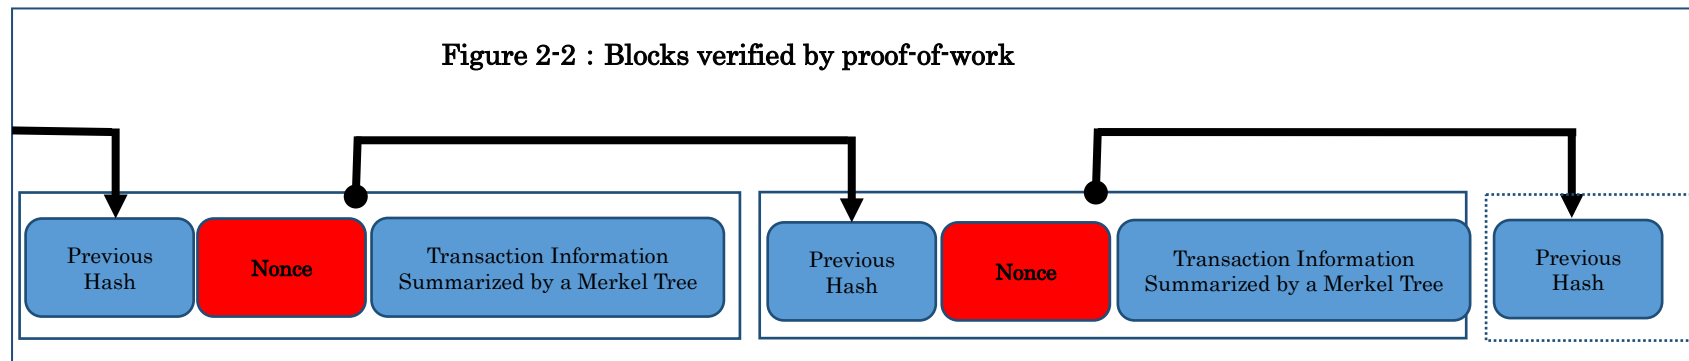 Figure 2-2 : Blocks verified by proof-of-work
Previous
Hash
Nonce
Transaction Information
Summarized by a Merkel Tree
Previous
Hash
Nonce
Transaction Information
Summarized by a Merkel Tree
Previous
Hash